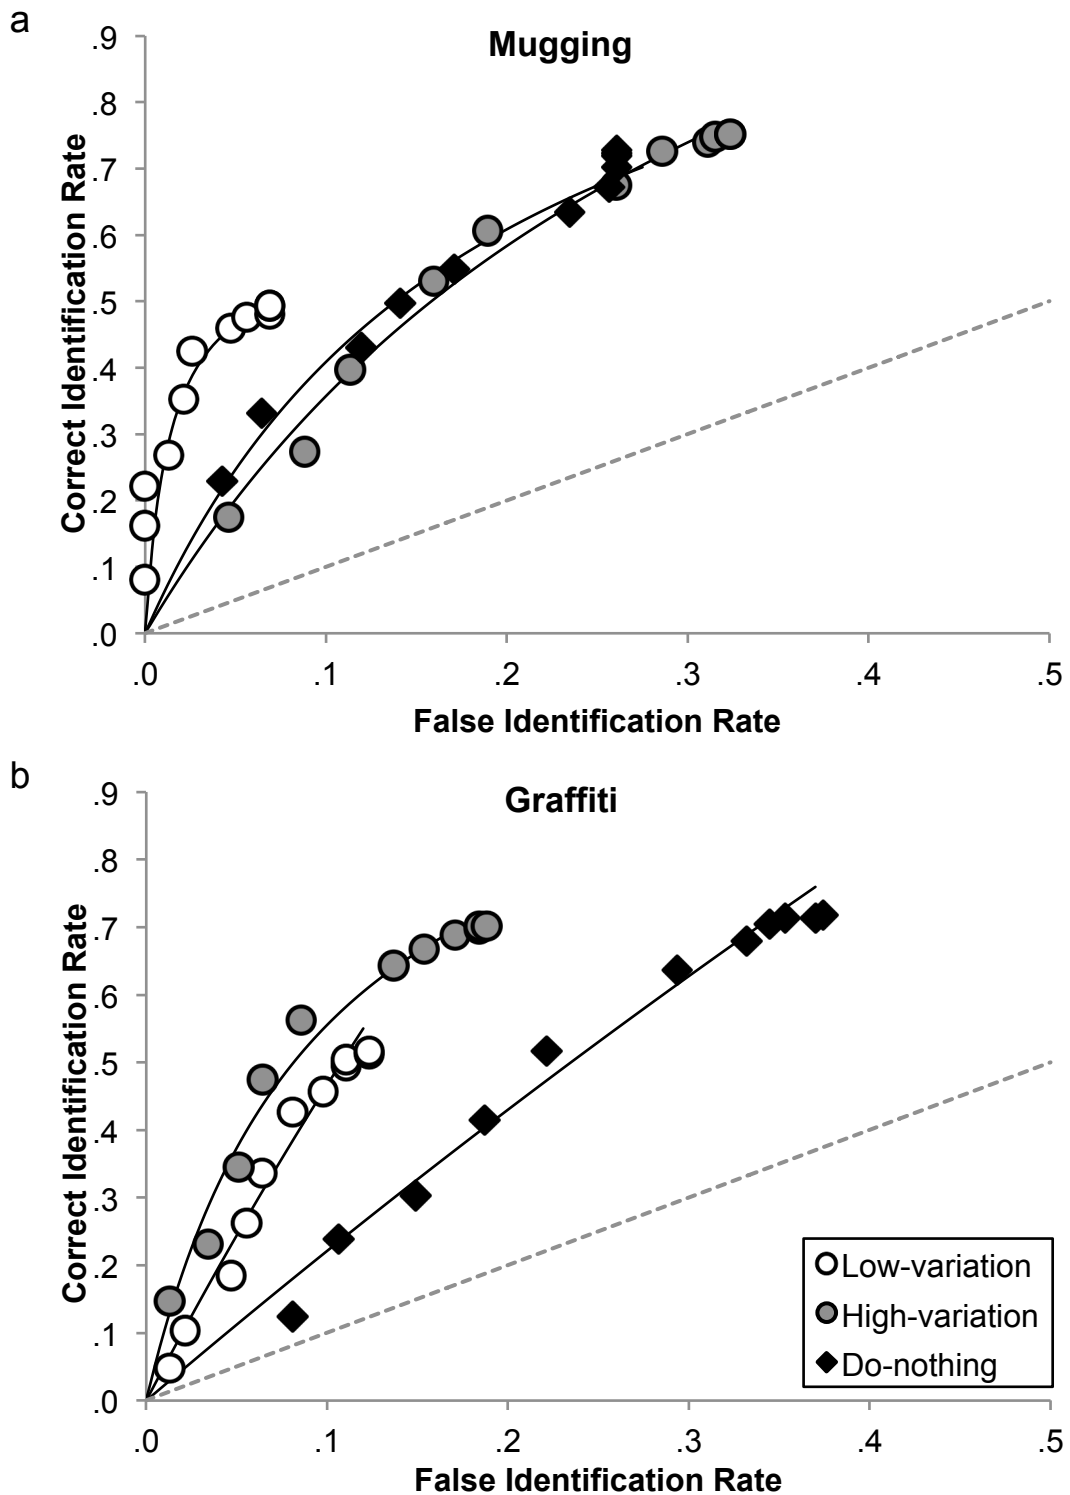 a
Mugging
.9
.8
.7
.6
.5
.4
.3
.2
.1
.0
Correct Identification Rate
.0 .1 .2 .3 .4 .5
False Identification Rate
b
Graffiti
.9
.8
.7
.6
.5
.4
.3
.2
.1
.0
Correct Identification Rate
Low-variation
High-variation
Do-nothing
.0 .1 .2 .3 .4 .5
False Identification Rate